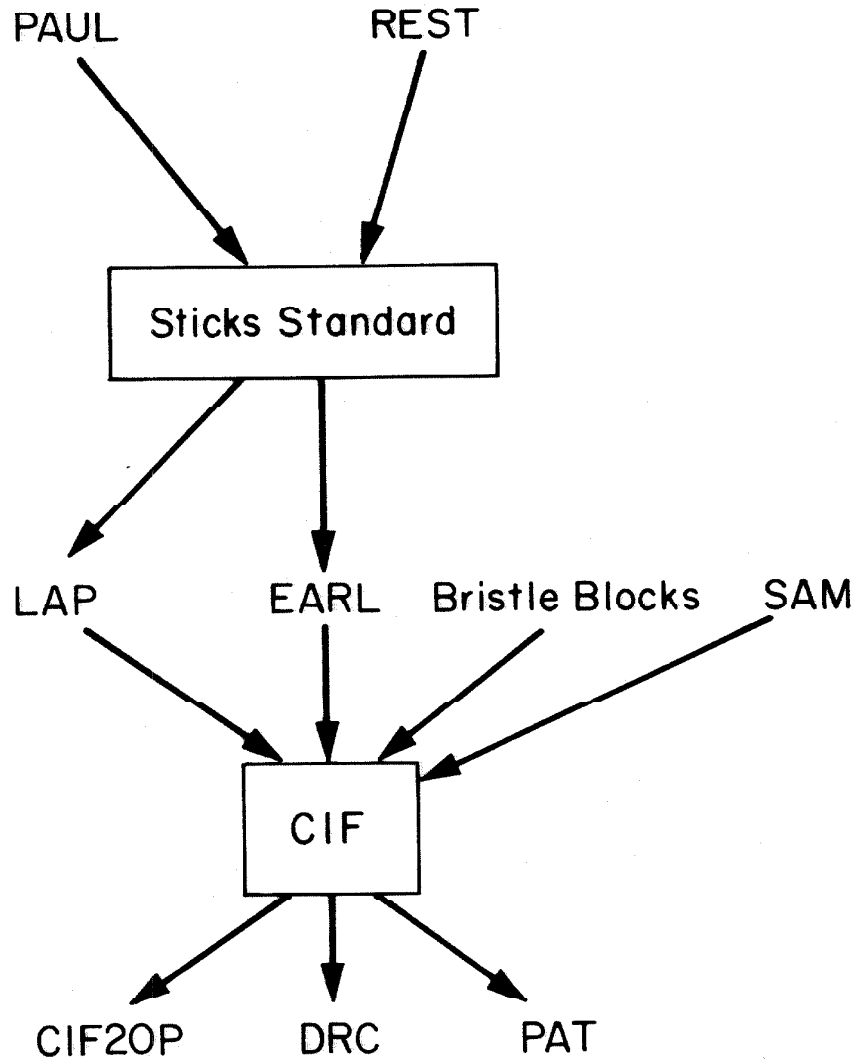 PAUL REST
Sticks Standard
LAP EARL Bristle Blocks SAM
CIF
CIF2OP DRC PAT